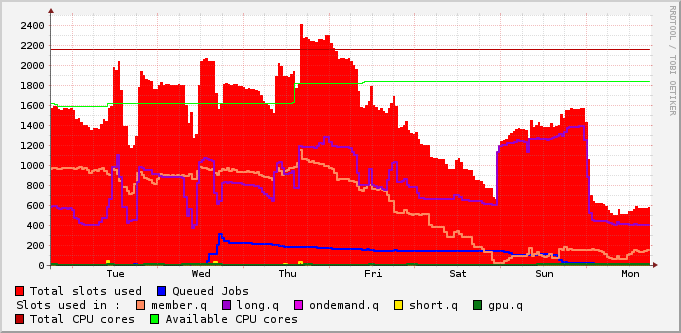 RRDTOOL / TOBI OETIKER
2400
2200
2000
1800
1600
1400
1200
1000
800
600
400
200
0
Tue Wed Thu Fri Sat Sun Mon
Total slots used Queued Jobs
Slots used in : member.q long.q ondemand.q short.q gpu.q
Total CPU cores Available CPU cores